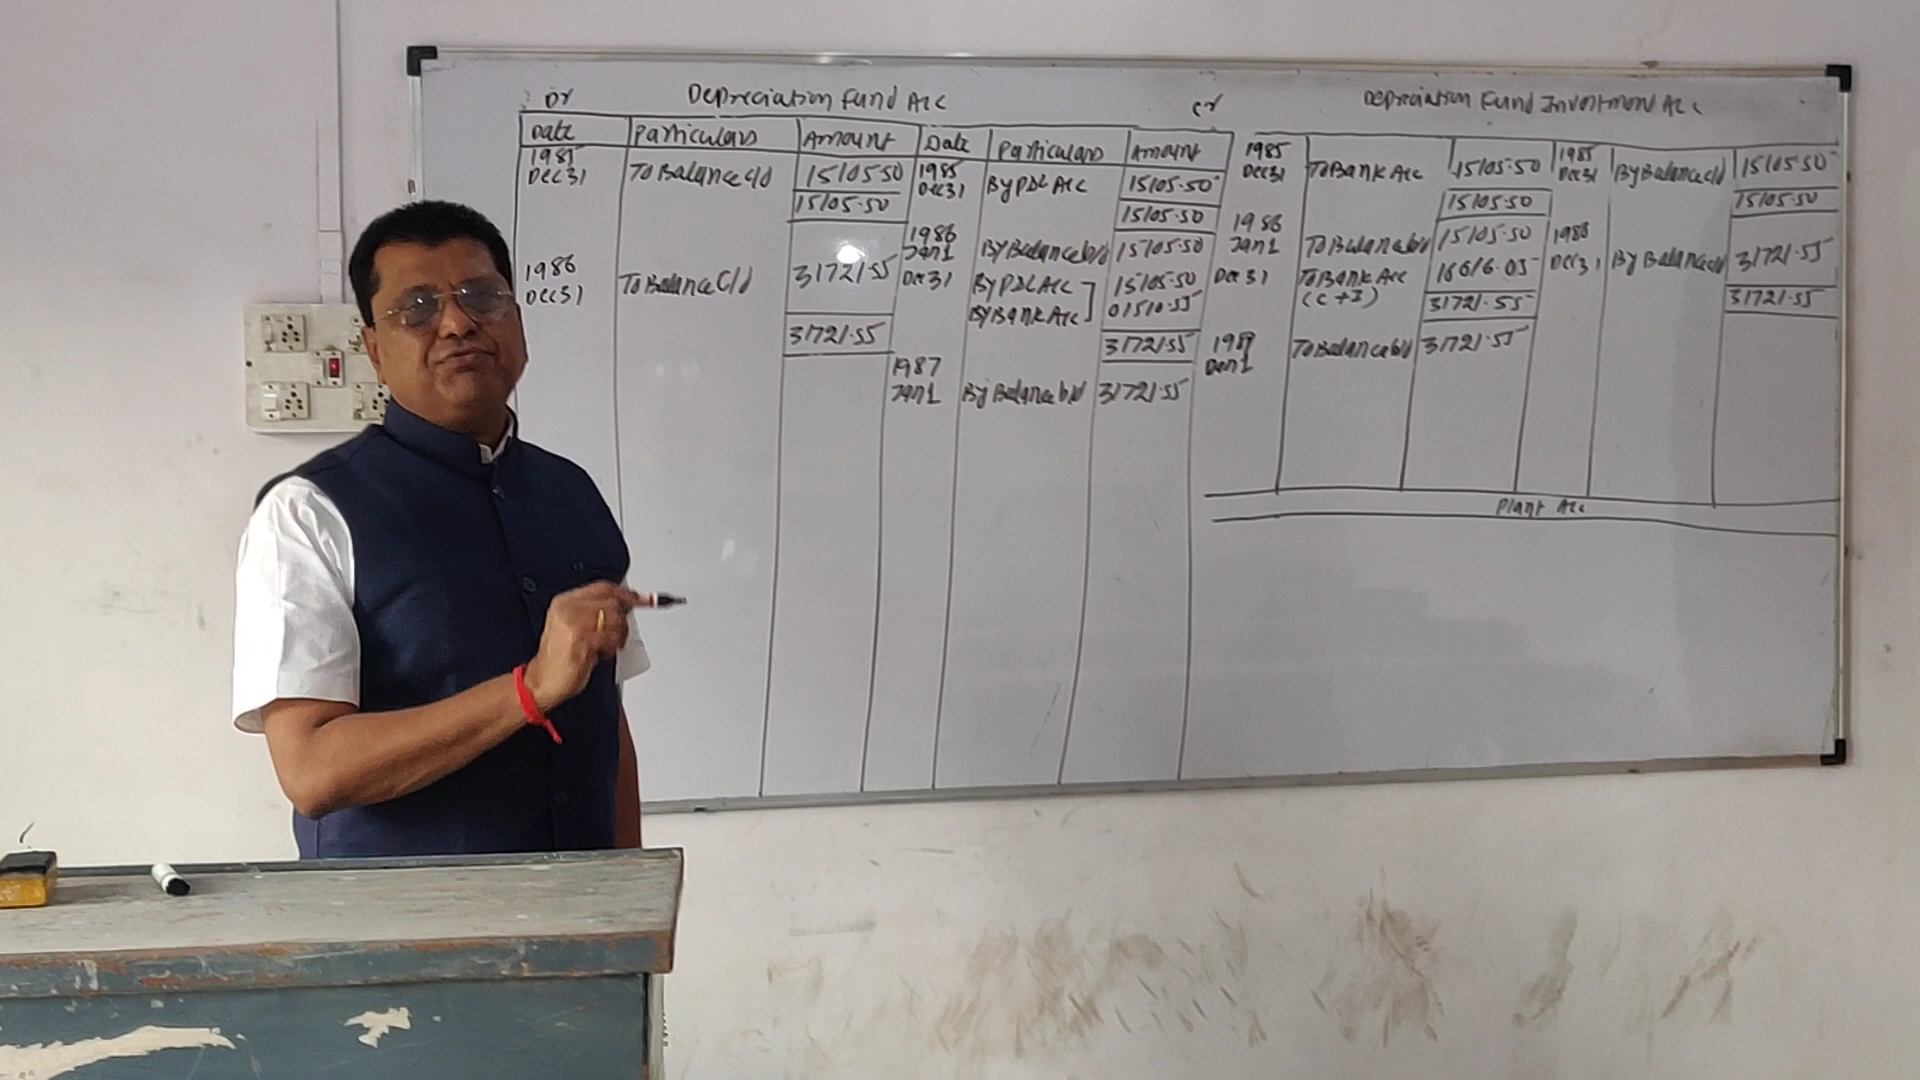 Dr Depreciation Fund A/c Cr
Date Particulars Amount Date Particulars Amount
1985 Dec 31 To Balance c/d 15105.50 1985 Dec 31 By P&L A/c 15105.50
15105.50 15105.50
1986 Jan 1 By Balance b/d 15105.50
1986 Dec 31 To Balance C/d 31721.55 Dec 31 By P&L A/c 15105.50
By Bank A/c 01510.55
31721.55 31721.55
1987 Jan 1 By Balance b/d 31721.55
Depreciation Fund Investment A/c
1985 Dec 31 To Bank A/c 15105.50 1985 Dec 31 By Balance c/d 15105.50
15105.50 15105.50
1986 Jan 1 To Balance b/d 15105.50 1986 Dec 31 By Balance c/d 31721.55
Dec 31 To Bank A/c 16616.05
(C+I) 31721.55 31721.55
1987 Jan 1 To Balance b/d 31721.55
Plant A/c